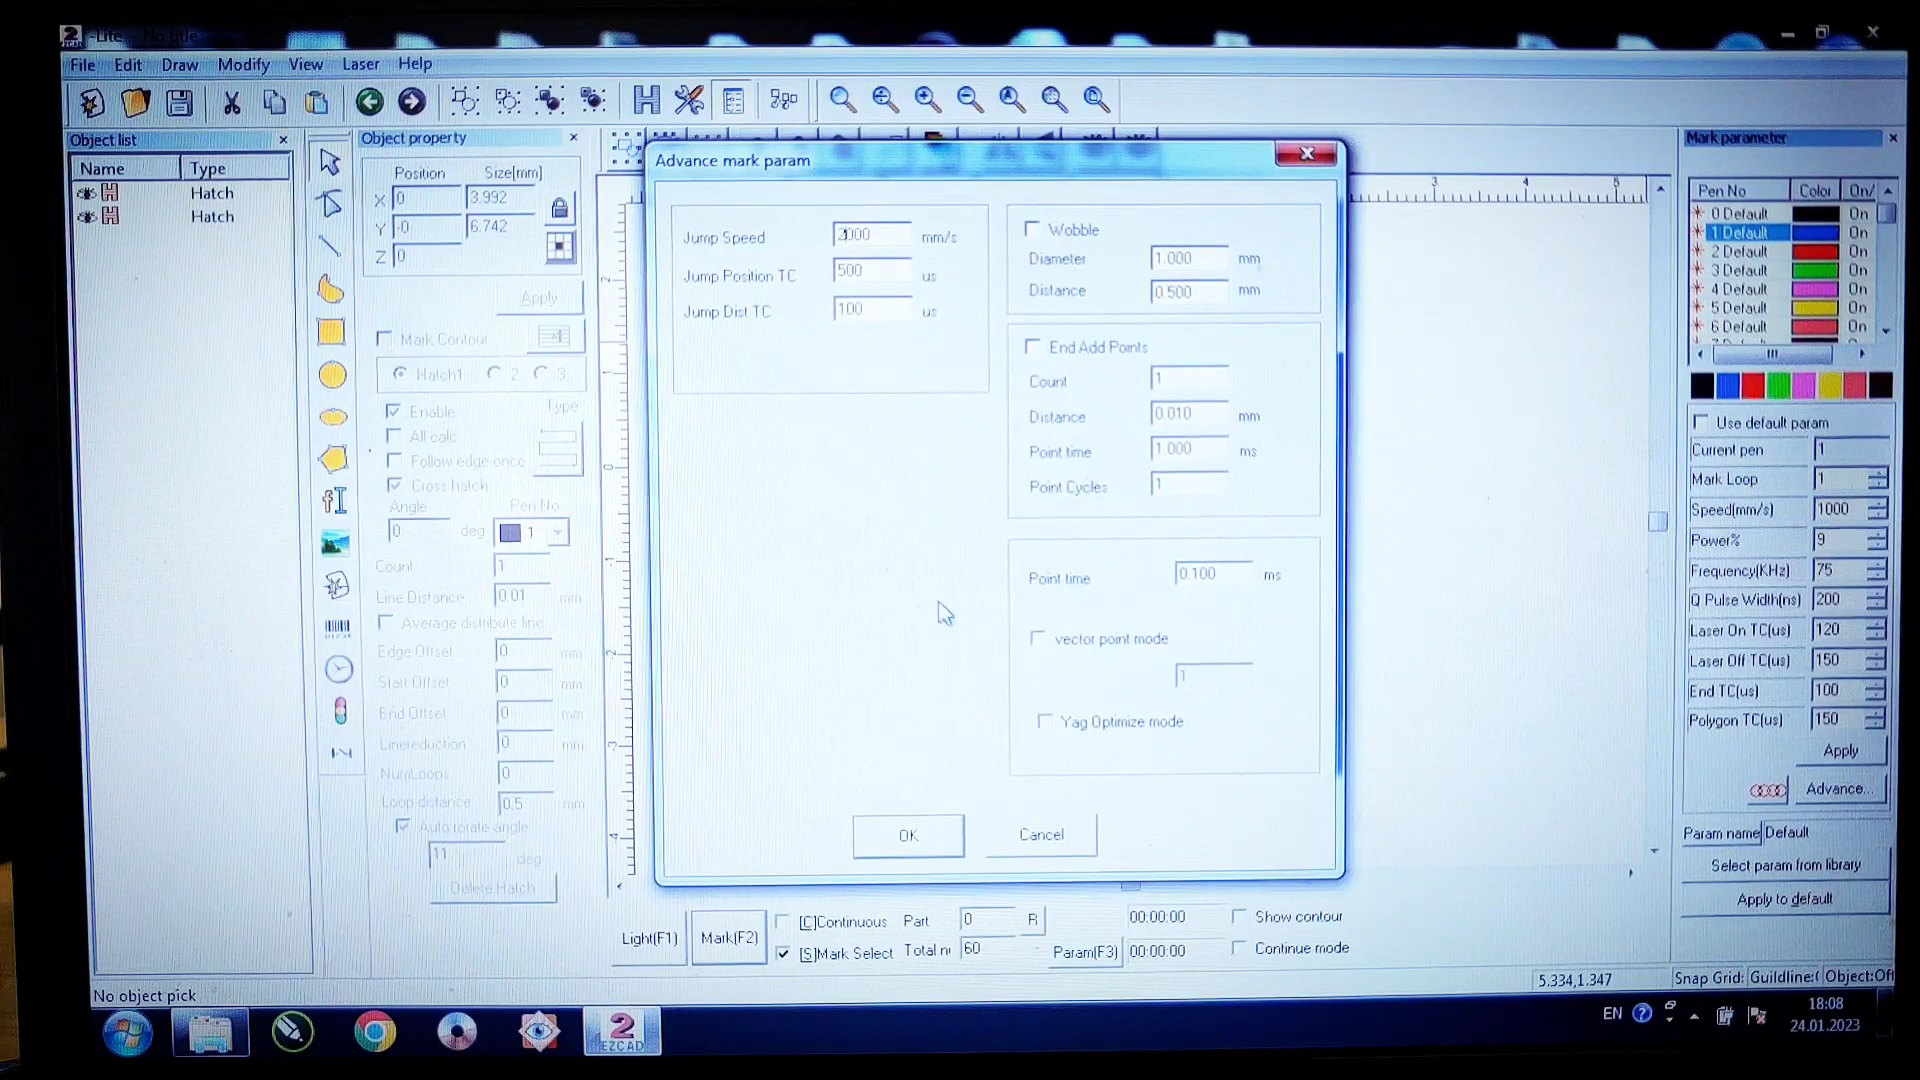 -Lite - No title
File Edit Draw Modify View Laser Help
Object list
Name Type
Hatch
Hatch
Object property
Position Size[mm]
X 0 3.992
Y -0 6.742
Z 0
Apply
Mark Contour
Hatch1 2 3
Enable Type
All calc
Follow edge once
Cross hatch
Angle Pen No
0 deg 1
Count 1
Line Distance 0.01 mm
Average distribute line
Edge Offset 0 mm
Start Offset 0 mm
End Offset 0 mm
Linereduction 0 mm
NumLoops 0
Loop distance 0.5 mm
Auto rotate angle
11 deg
Delete Hatch
Advance mark param
Jump Speed 2000 mm/s
Jump Position TC 500 us
Jump Dist TC 100 us
Wobble
Diameter 1.000 mm
Distance 0.500 mm
End Add Points
Count 1
Distance 0.010 mm
Point time 1.000 ms
Point Cycles 1
Point time 0.100 ms
vector point mode
1
Yag Optimize mode
OK Cancel
Mark parameter
Pen No Color On/
0 Default On
1 Default On
2 Default On
3 Default On
4 Default On
5 Default On
6 Default On
Use default param
Current pen 1
Mark Loop 1
Speed(mm/s) 1000
Power% 9
Frequency(KHz) 75
Q Pulse Width(ns) 200
Laser On TC(us) 120
Laser Off TC(us) 150
End TC(us) 100
Polygon TC(us) 150
Apply
Advance...
Param name Default
Select param from library
Apply to default
Light(F1) Mark(F2) [C]Continuous Part 0 R 00:00:00 Show contour
[S]Mark Select Total n 60 Param(F3) 00:00:00 Continue mode
No object pick 5.334,1.347 Snap Grid: Guildline:( Object:Off
EZCAD
EN 18:08
24.01.2023